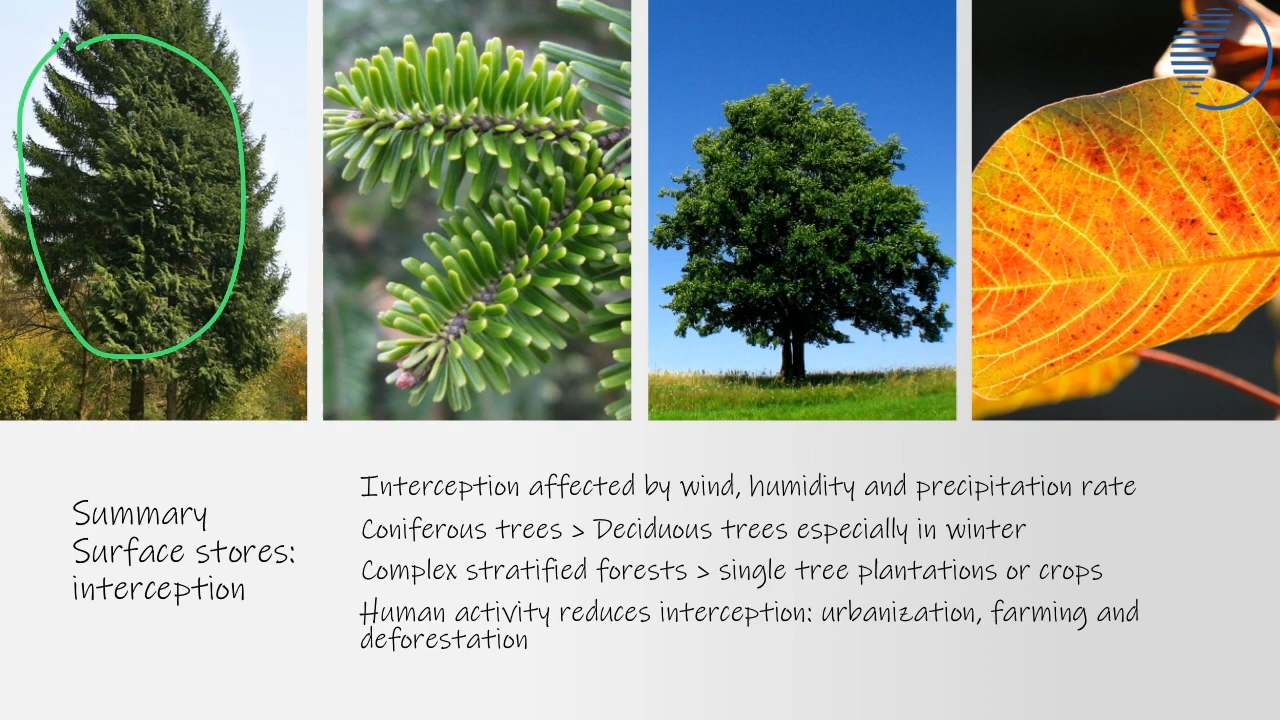 Summary
Surface stores:
interception
Interception affected by wind, humidity and precipitation rate
Coniferous trees > Deciduous trees especially in winter
Complex stratified forests > single tree plantations or crops
Human activity reduces interception: urbanization, farming and
deforestation